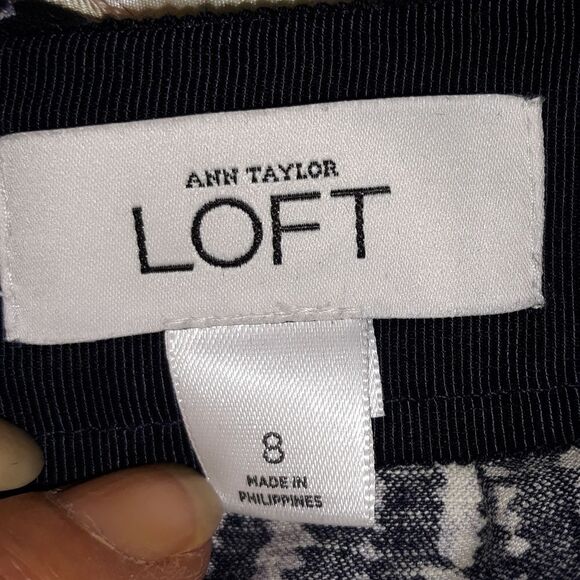 ANN TAYLOR
LOFT
8
MADE IN
PHILIPPINES